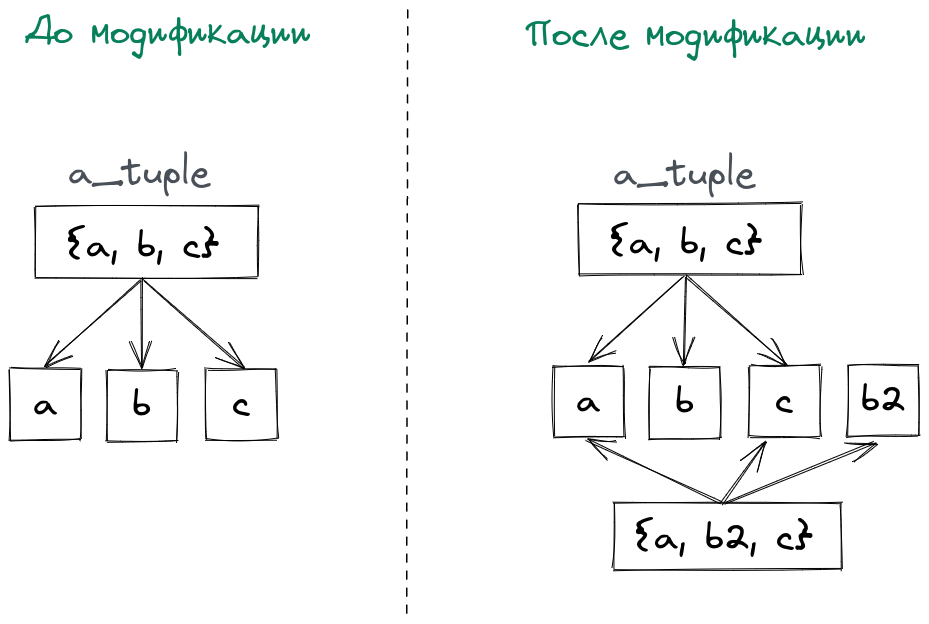 До модификации
a_tuple
{a, b, c}
a
b
c
После модификации
a_tuple
{a, b, c}
a
b
c
b2
{a, b2, c}